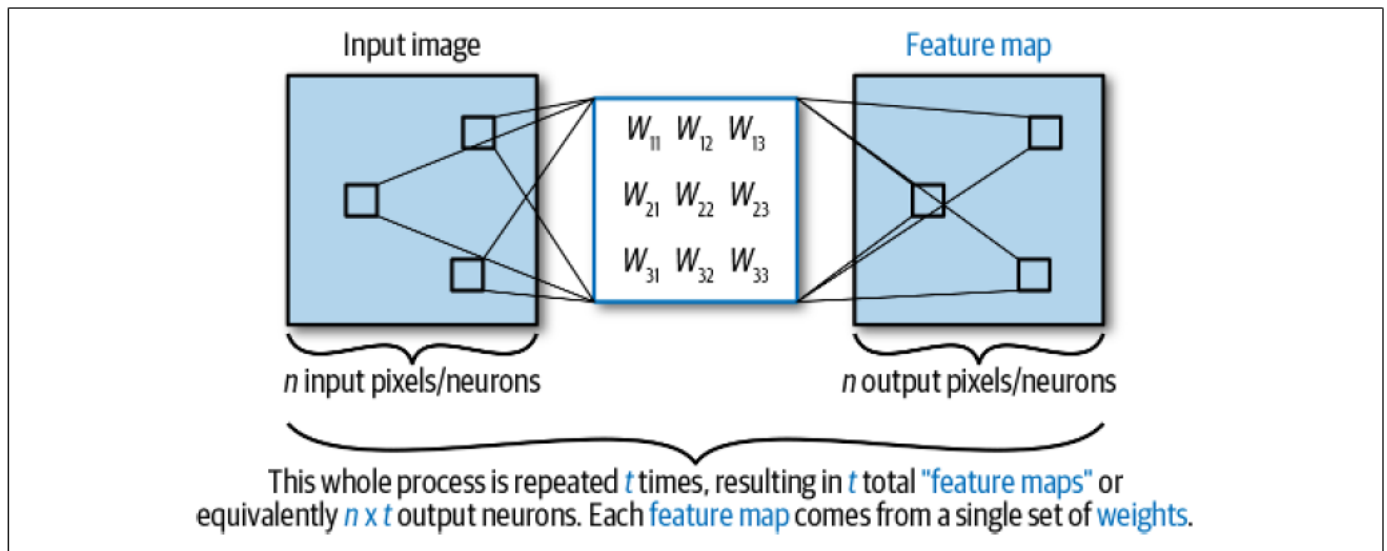 Input image
Feature map
W11 W12 W13
W21 W22 W23
W31 W32 W33
n input pixels/neurons
n output pixels/neurons
This whole process is repeated t times, resulting in t total "feature maps" or
equivalently n x t output neurons. Each feature map comes from a single set of weights.